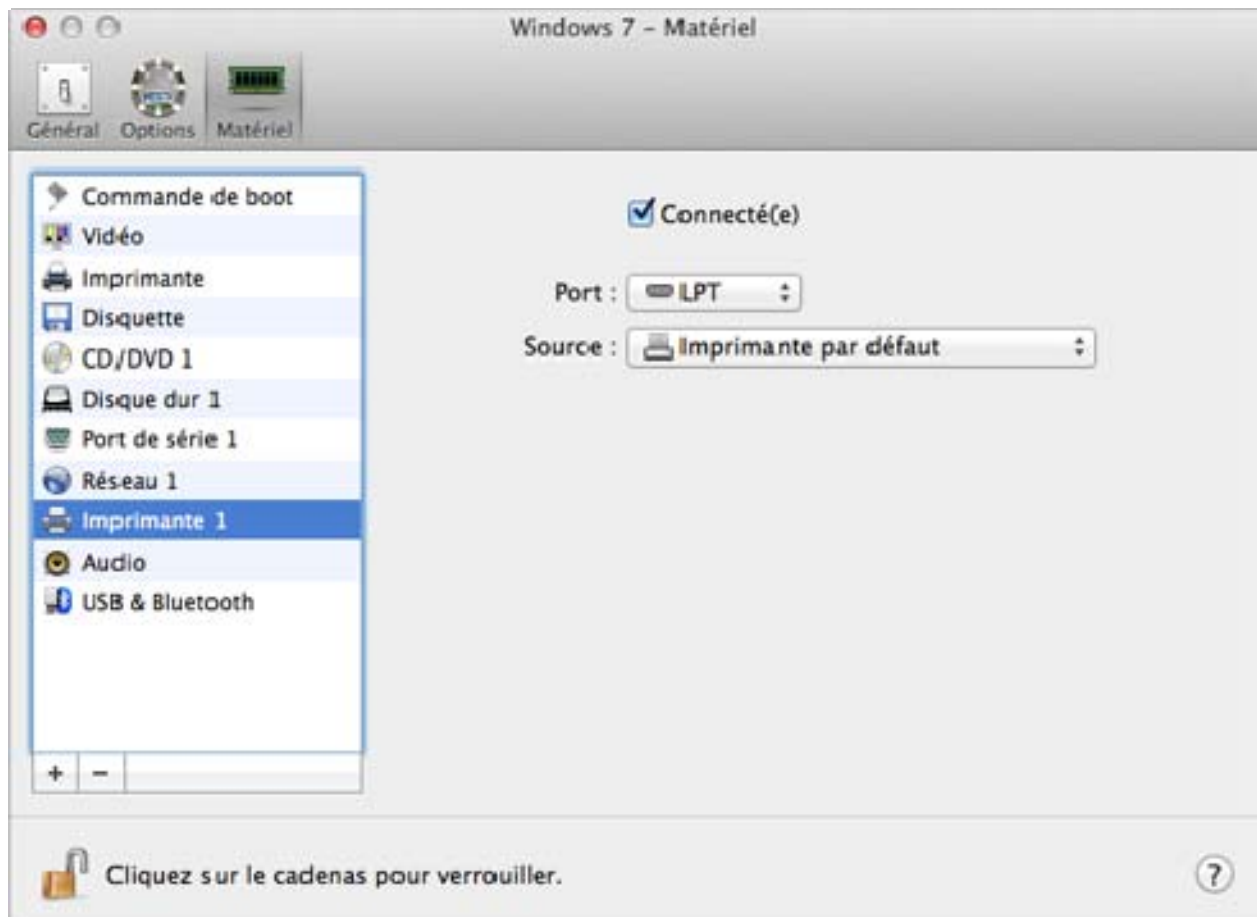 Windows 7 – Matériel
Général Options Matériel
Commande de boot
Vidéo
Imprimante
Disquette
CD/DVD 1
Disque dur 1
Port de série 1
Réseau 1
Imprimante 1
Audio
USB & Bluetooth
+ −
Connecté(e)
Port : LPT
Source : Imprimante par défaut
Cliquez sur le cadenas pour verrouiller.
?